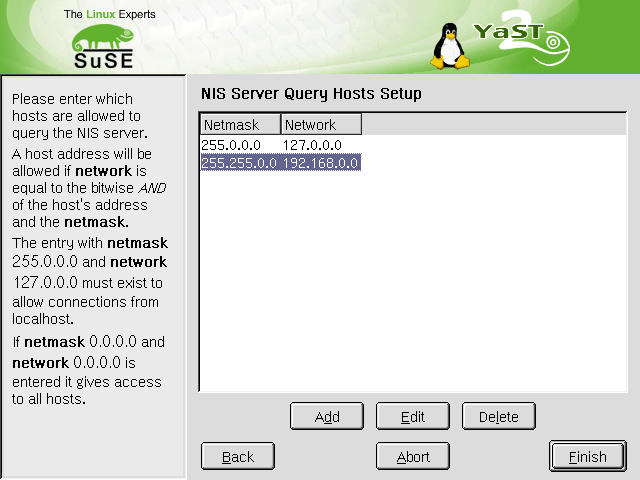 The Linux Experts
SuSE
YaST
2
Please enter which
hosts are allowed to
query the NIS server.
A host address will be
allowed if network is
equal to the bitwise AND
of the host's address
and the netmask.
The entry with netmask
255.0.0.0 and network
127.0.0.0 must exist to
allow connections from
localhost.
If netmask 0.0.0.0 and
network 0.0.0.0 is
entered it gives access
to all hosts.
NIS Server Query Hosts Setup
Netmask Network
255.0.0.0 127.0.0.0
255.255.0.0 192.168.0.0
Add Edit Delete
Back Abort Finish